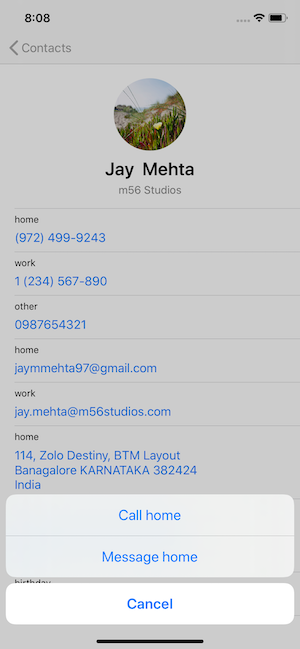 8:08
Contacts
Jay Mehta
m56 Studios
home
(972) 499-9243
work
1 (234) 567-890
other
0987654321
home
jaymmehta97@gmail.com
work
jay.mehta@m56studios.com
home
114, Zolo Destiny, BTM Layout
Banagalore KARNATAKA 382424
India
Call home
Message home
birthday
Cancel